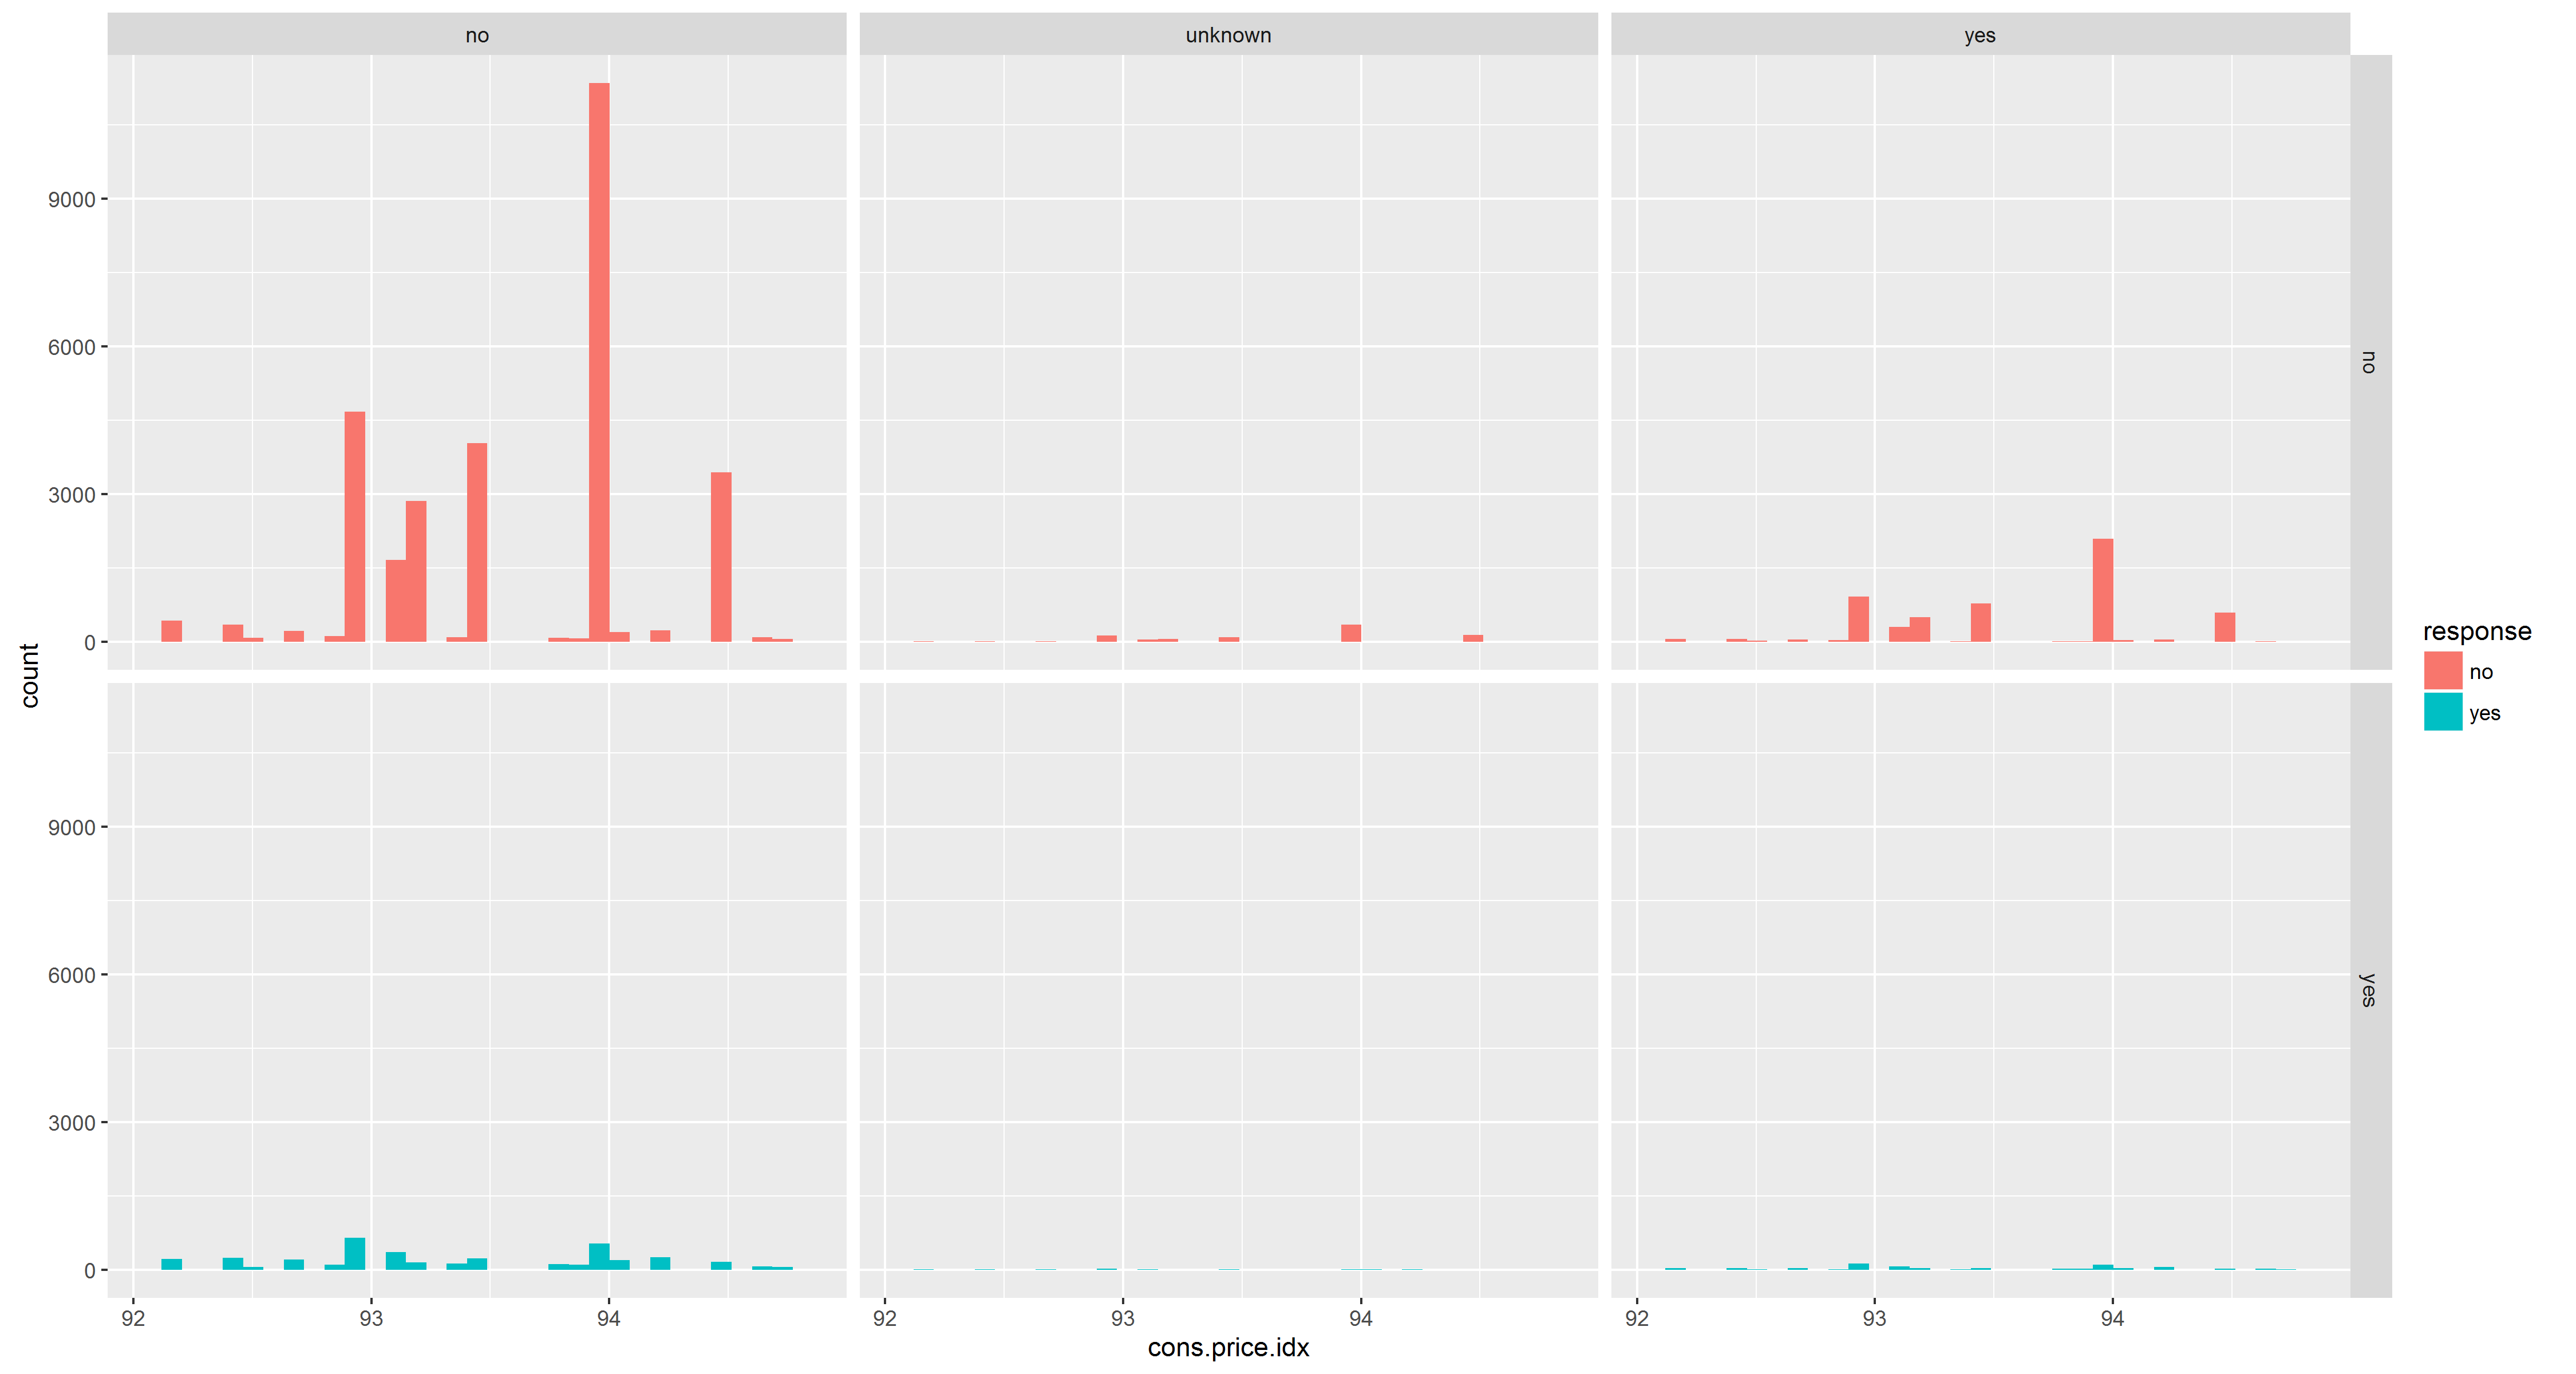 no
unknown
yes
9000
6000
3000
0
no
9000
6000
3000
0
yes
count
92
93
94
92
93
94
92
93
94
cons.price.idx
response
no
yes